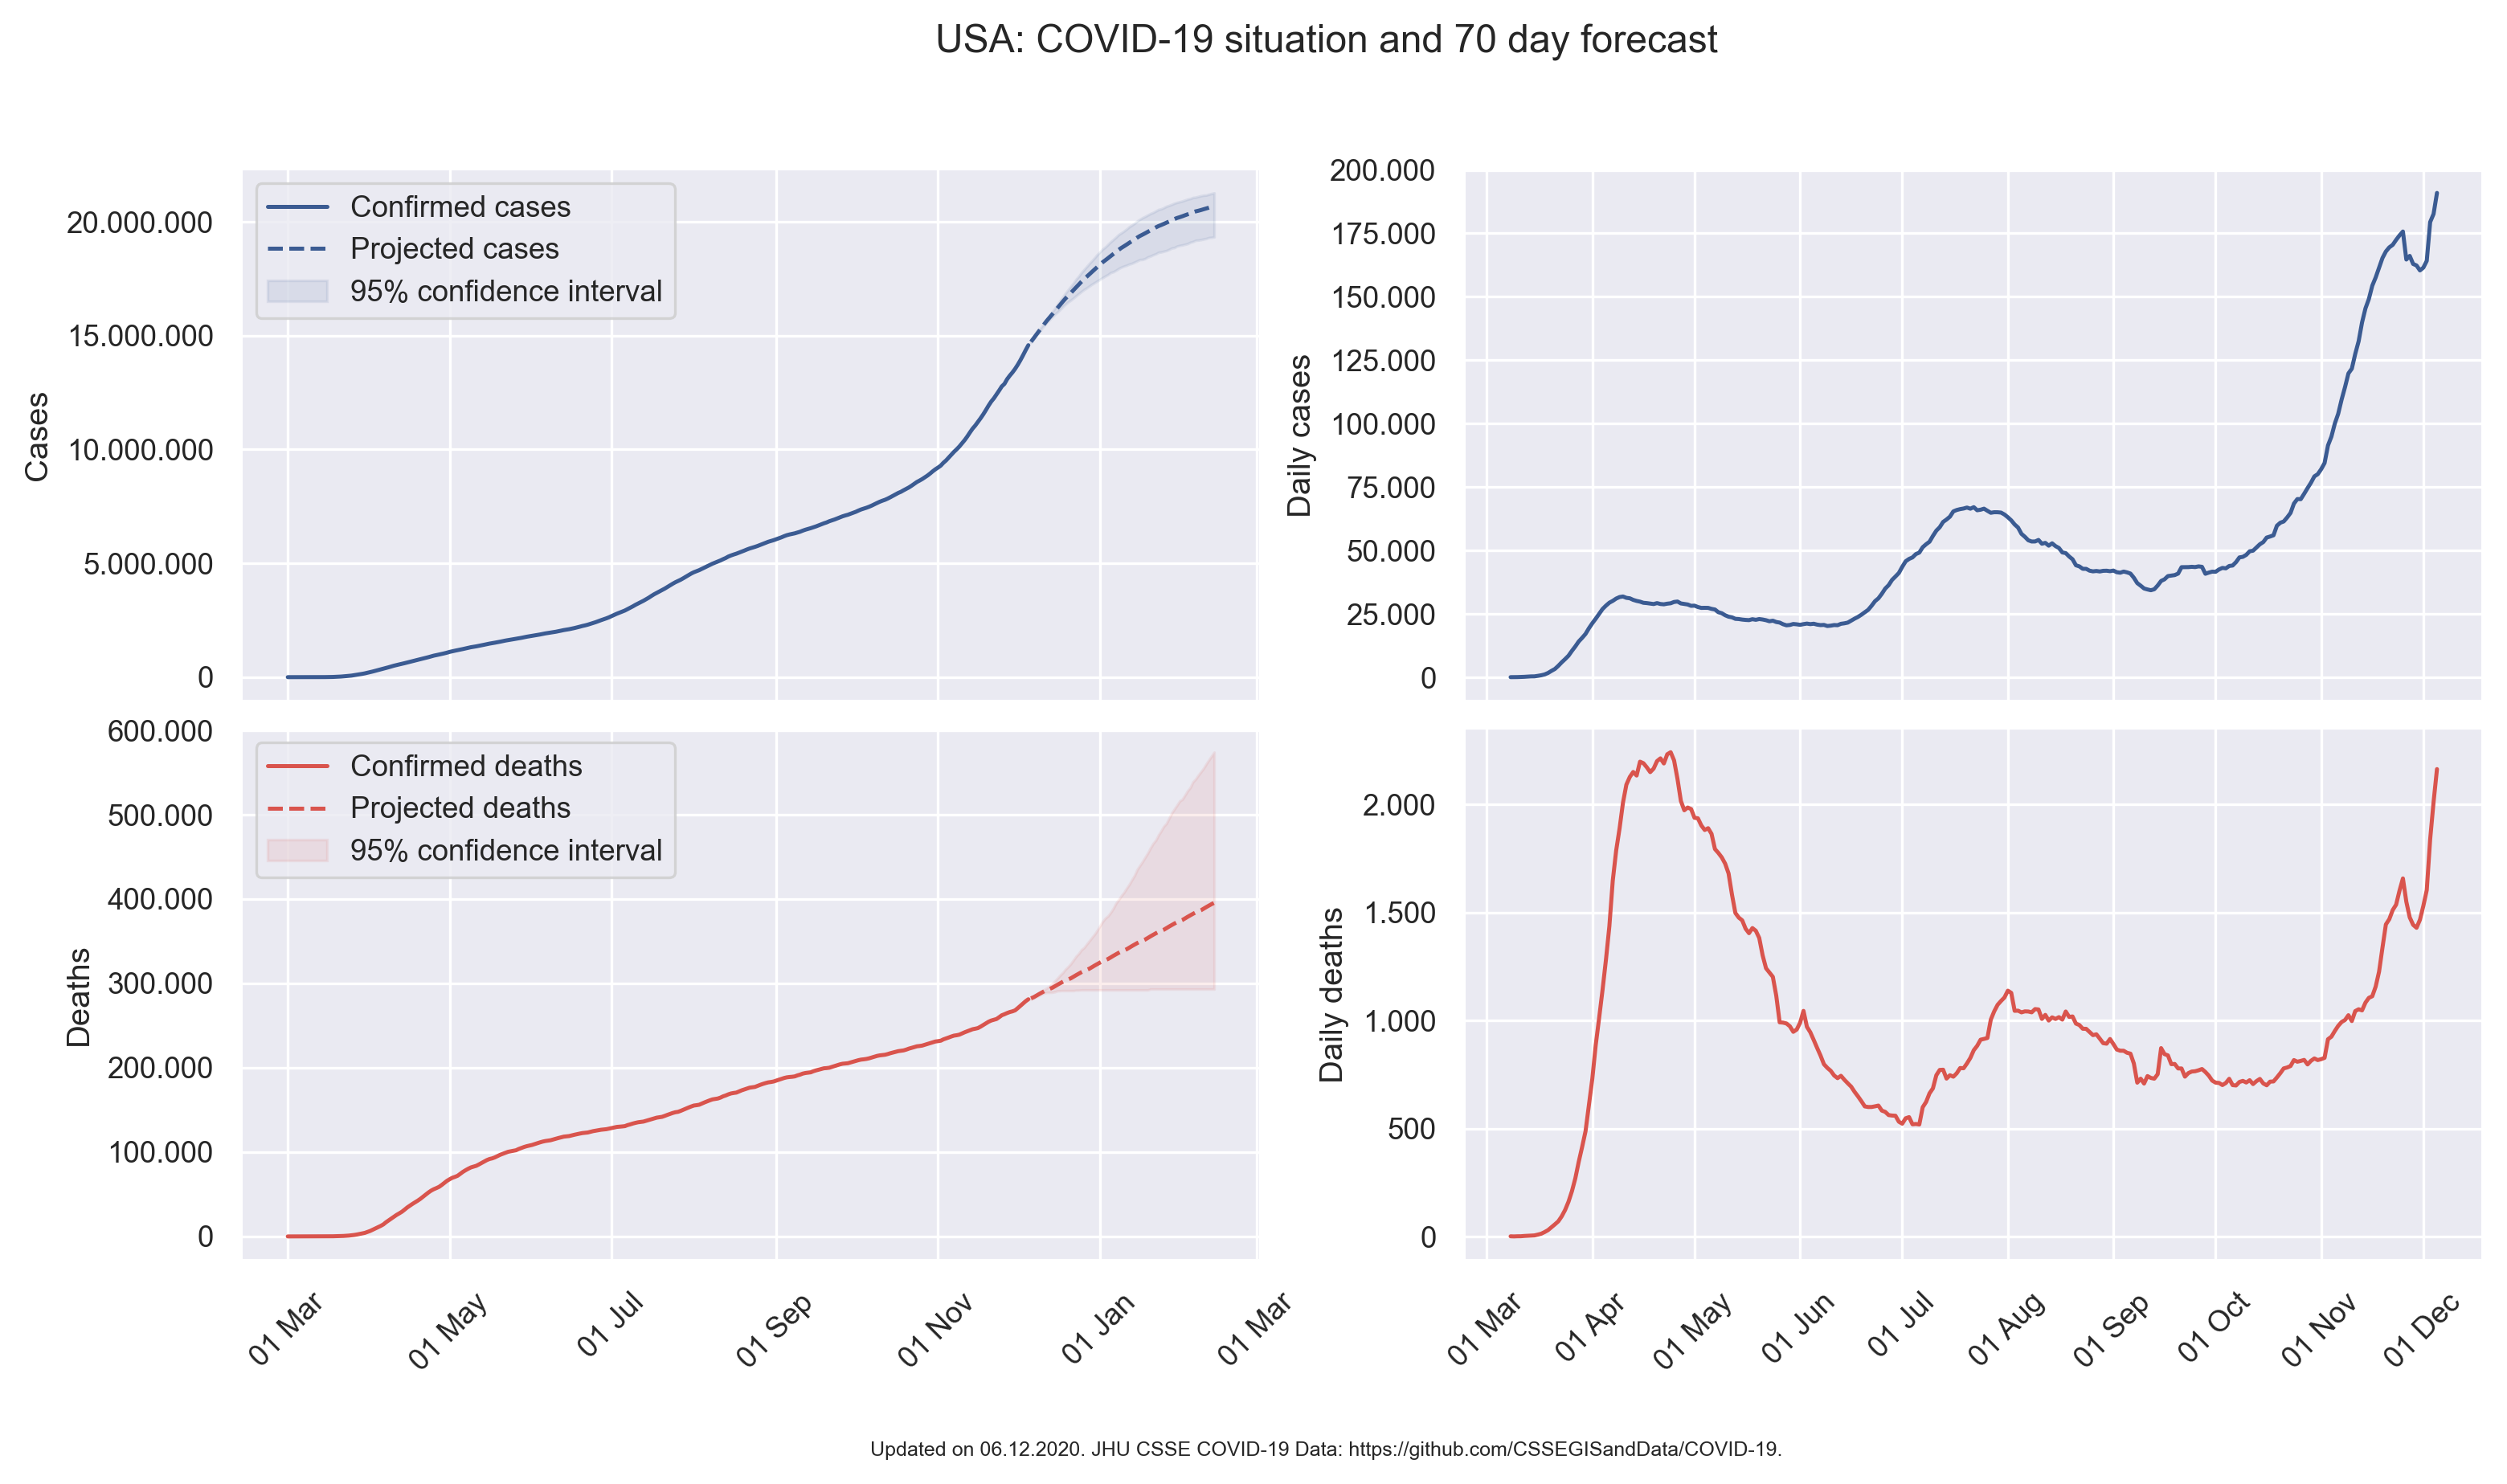 USA: COVID-19 situation and 70 day forecast
Cases
20.000.000
15.000.000
10.000.000
5.000.000
0
Confirmed cases
Projected cases
95% confidence interval
Daily cases
200.000
175.000
150.000
125.000
100.000
75.000
50.000
25.000
0
Deaths
600.000
500.000
400.000
300.000
200.000
100.000
0
Confirmed deaths
Projected deaths
95% confidence interval
01 Mar
01 May
01 Jul
01 Sep
01 Nov
01 Jan
01 Mar
Daily deaths
2.000
1.500
1.000
500
0
01 Mar
01 Apr
01 May
01 Jun
01 Jul
01 Aug
01 Sep
01 Oct
01 Nov
01 Dec
Updated on 06.12.2020. JHU CSSE COVID-19 Data: https://github.com/CSSEGISandData/COVID-19.